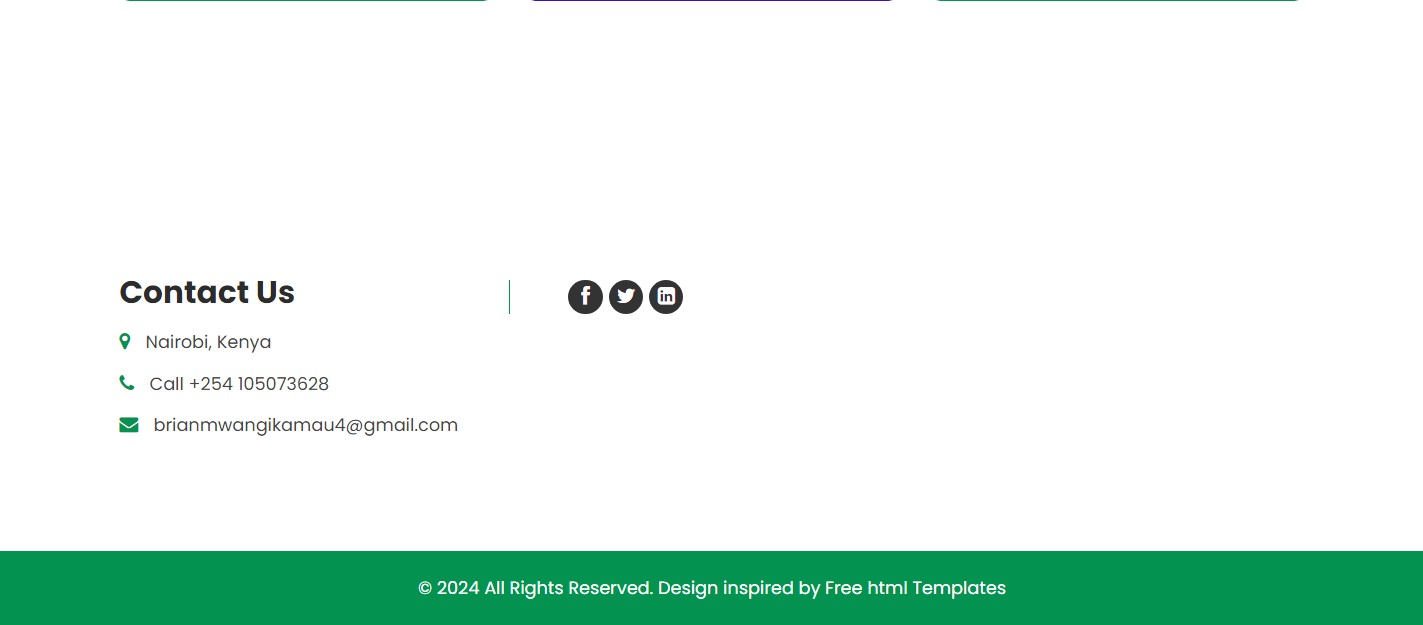 Contact Us
Nairobi, Kenya
Call +254 105073628
brianmwangikamau4@gmail.com
© 2024 All Rights Reserved. Design inspired by Free html Templates